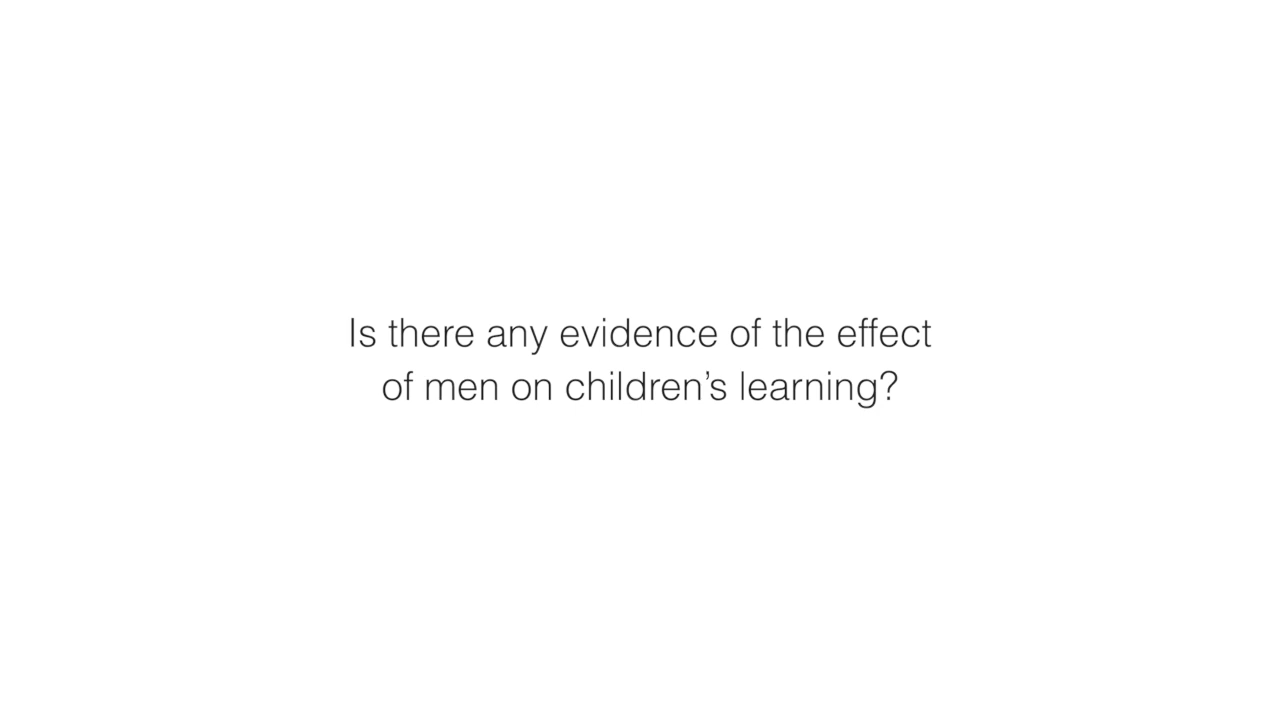 Is there any evidence of the effect
of men on children’s learning?